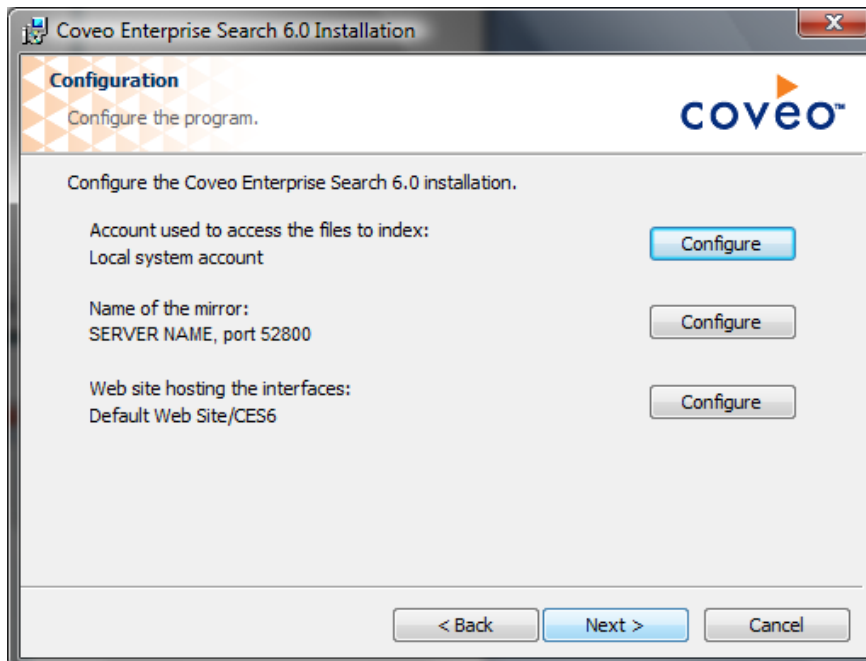 Coveo Enterprise Search 6.0 Installation
Configuration
Configure the program.
coveo™
Configure the Coveo Enterprise Search 6.0 installation.
Account used to access the files to index:
Local system account
Configure
Name of the mirror:
SERVER NAME, port 52800
Configure
Web site hosting the interfaces:
Default Web Site/CES6
Configure
< Back
Next >
Cancel